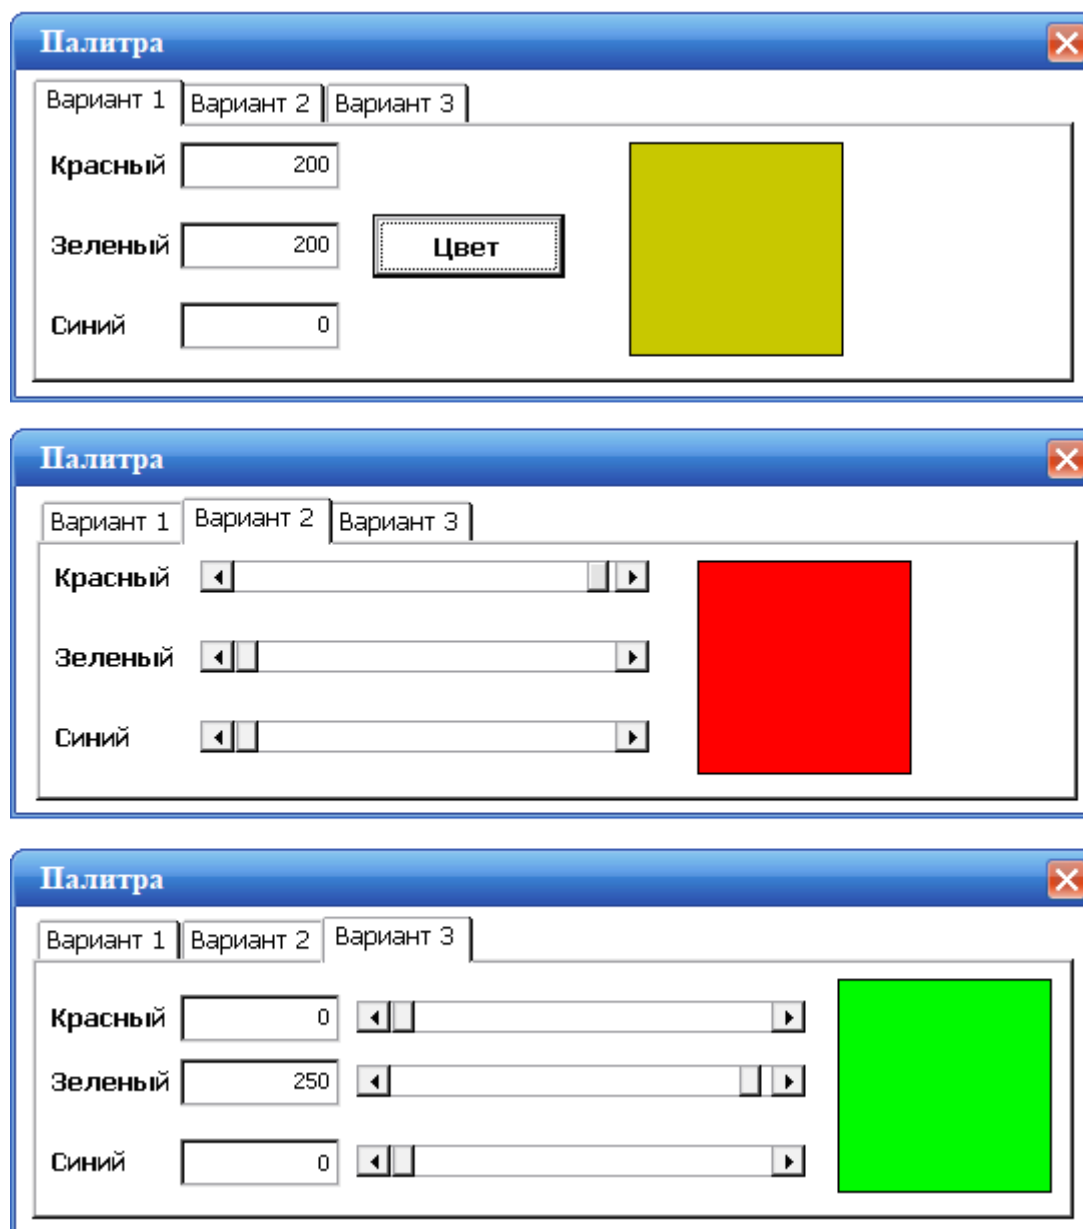 Палитра
Вариант 1 Вариант 2 Вариант 3
Красный 200
Зеленый 200 Цвет
Синий 0
Палитра
Вариант 1 Вариант 2 Вариант 3
Красный
Зеленый
Синий
Палитра
Вариант 1 Вариант 2 Вариант 3
Красный 0
Зеленый 250
Синий 0